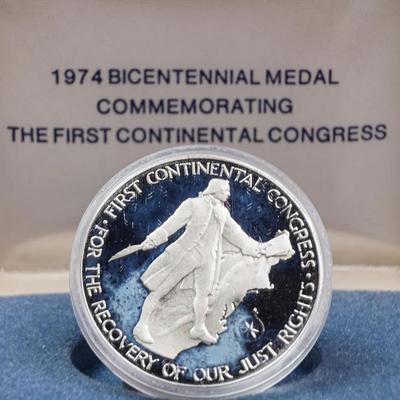 1974 BICENTENNIAL MEDAL
COMMEMORATING
THE FIRST CONTINENTAL CONGRESS
· FIRST CONTINENTAL CONGRESS ·
FOR THE RECOVERY OF OUR JUST RIGHTS